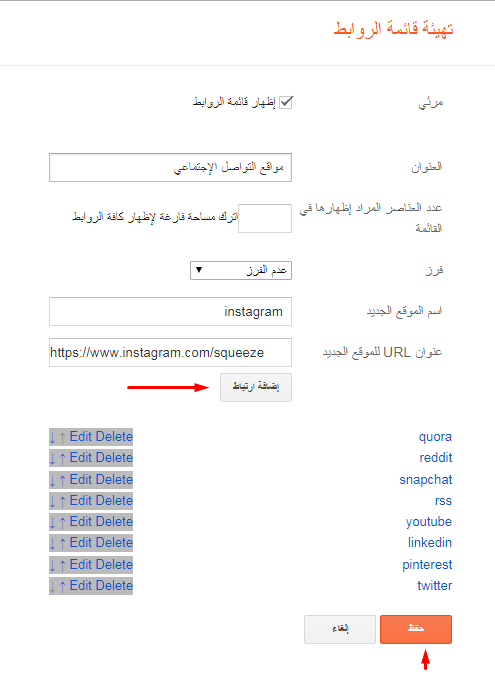 تهيئة قائمة الروابط
مرئي
إظهار قائمة الروابط
العنوان
مواقع التواصل الإجتماعي
عدد العناصر المراد إظهارها في
القائمة
اترك مساحة فارغة لإظهار كافة الروابط
فرز
عدم الفرز
اسم الموقع الجديد
instagram
عنوان URL للموقع الجديد
https://www.instagram.com/squeeze
إضافة ارتباط
quora ↓ ↑ Edit Delete
reddit ↓ ↑ Edit Delete
snapchat ↓ ↑ Edit Delete
rss ↓ ↑ Edit Delete
youtube ↓ ↑ Edit Delete
linkedin ↓ ↑ Edit Delete
pinterest ↓ ↑ Edit Delete
twitter ↓ ↑ Edit Delete
حفظ
إلغاء